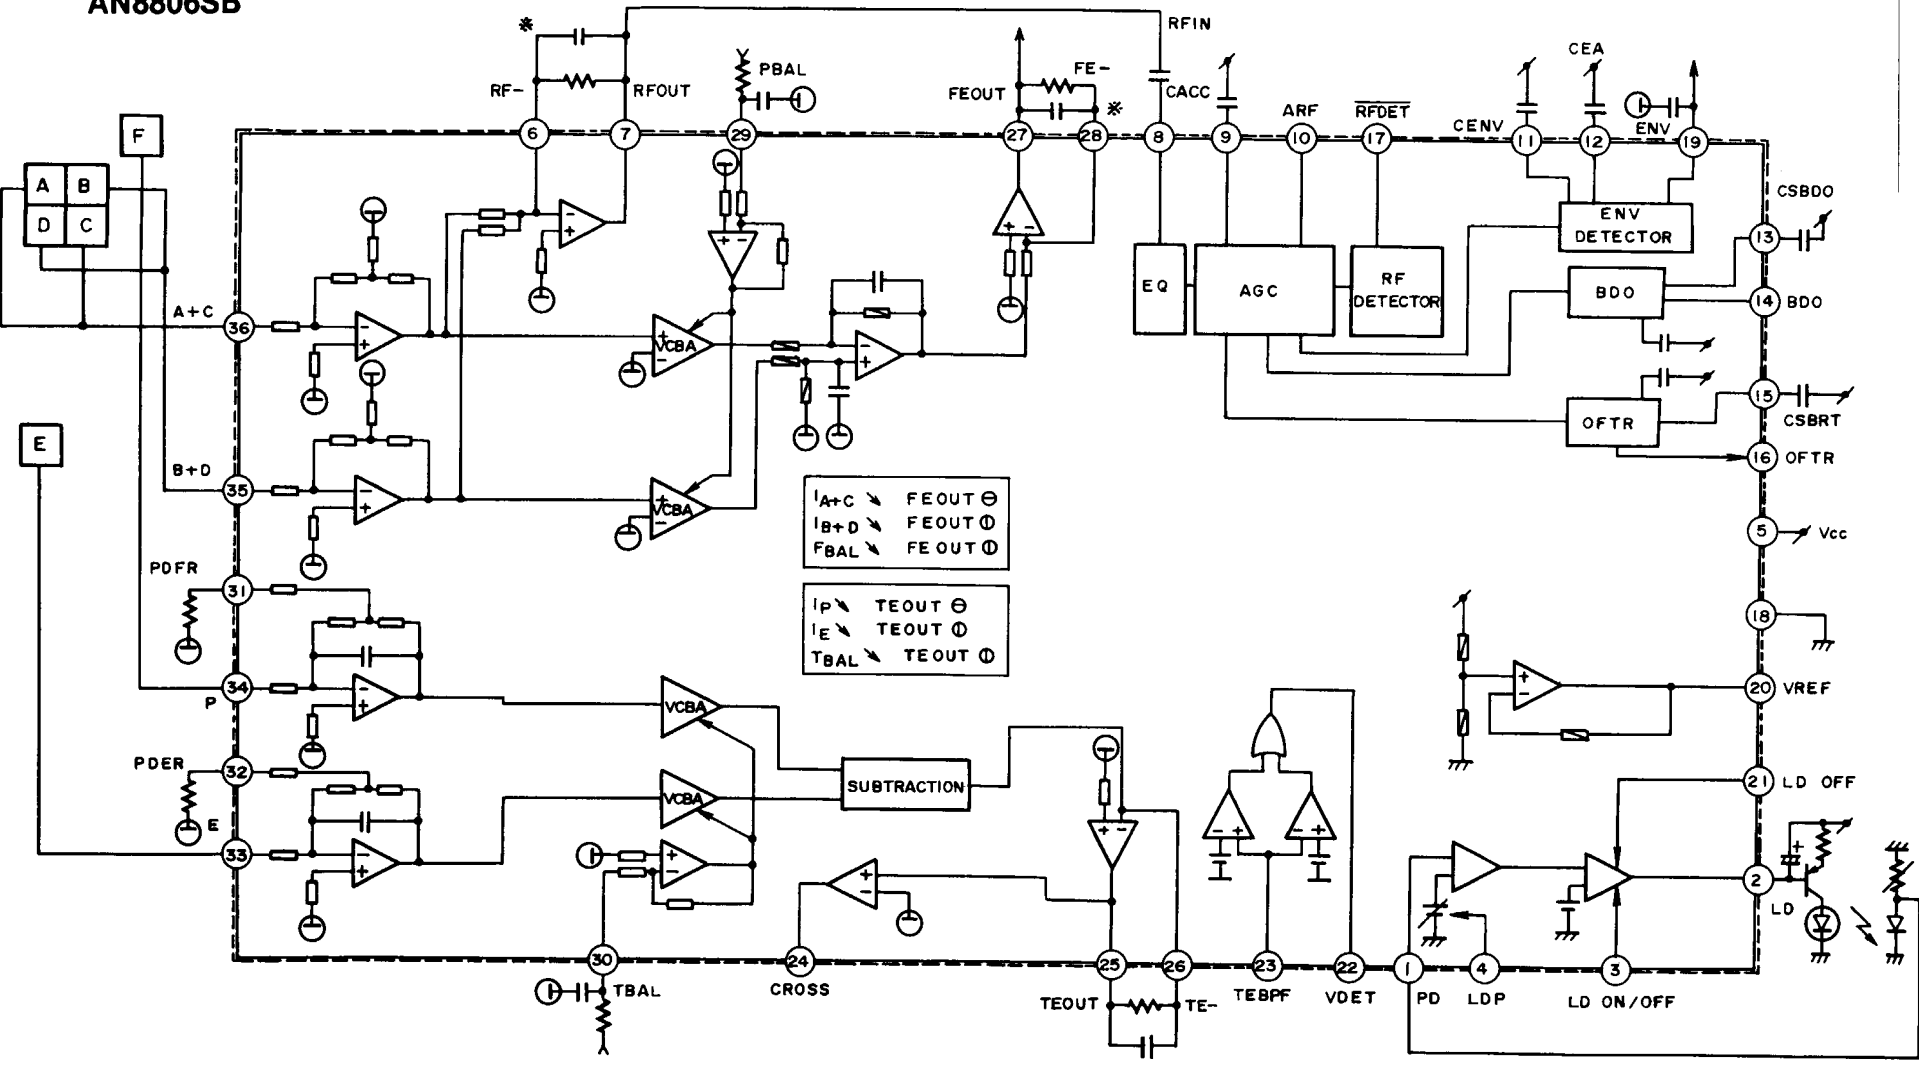 AN8806SB
RFIN
CEA
PBAL
FE-
RF-
RFOUT
FEOUT
CACC
ARF
RFDET
CENV
ENV
F
6
7
29
27
28
8
9
10
17
11
12
19
A
B
D
C
CSBDO
ENV
DETECTOR
13
EQ
AGC
RF
DETECTOR
BDO
14
BDO
A+C
36
VCBA
15
CSBRT
OFTR
16
OFTR
E
B+D
35
VCBA
IA+C FEOUT ⊖
IB+D FEOUT ⦶
FBAL FEOUT ⦶
5
Vcc
PDFR
31
IP TEOUT ⊖
IE TEOUT ⦶
TBAL TEOUT ⦶
18
34
P
VCBA
20
VREF
PDER
32
VCBA
SUBTRACTION
21
LD OFF
E
33
2
LD
30
TBAL
24
CROSS
25
26
TEOUT
TE-
23
TEBPF
22
VDET
1
PD
4
LDP
3
LD ON/OFF